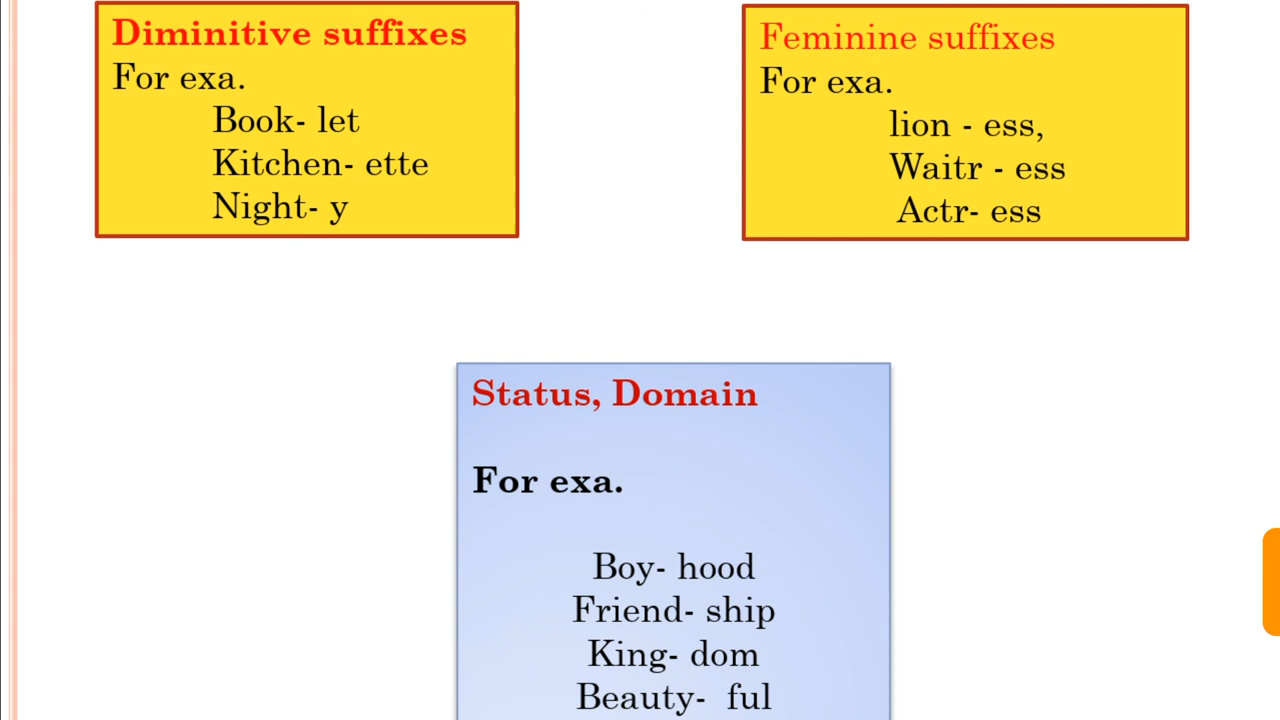 Diminitive suffixes
For exa.
Book- let
Kitchen- ette
Night- y
Feminine suffixes
For exa.
lion - ess,
Waitr - ess
Actr- ess
Status, Domain
For exa.
Boy- hood
Friend- ship
King- dom
Beauty- ful